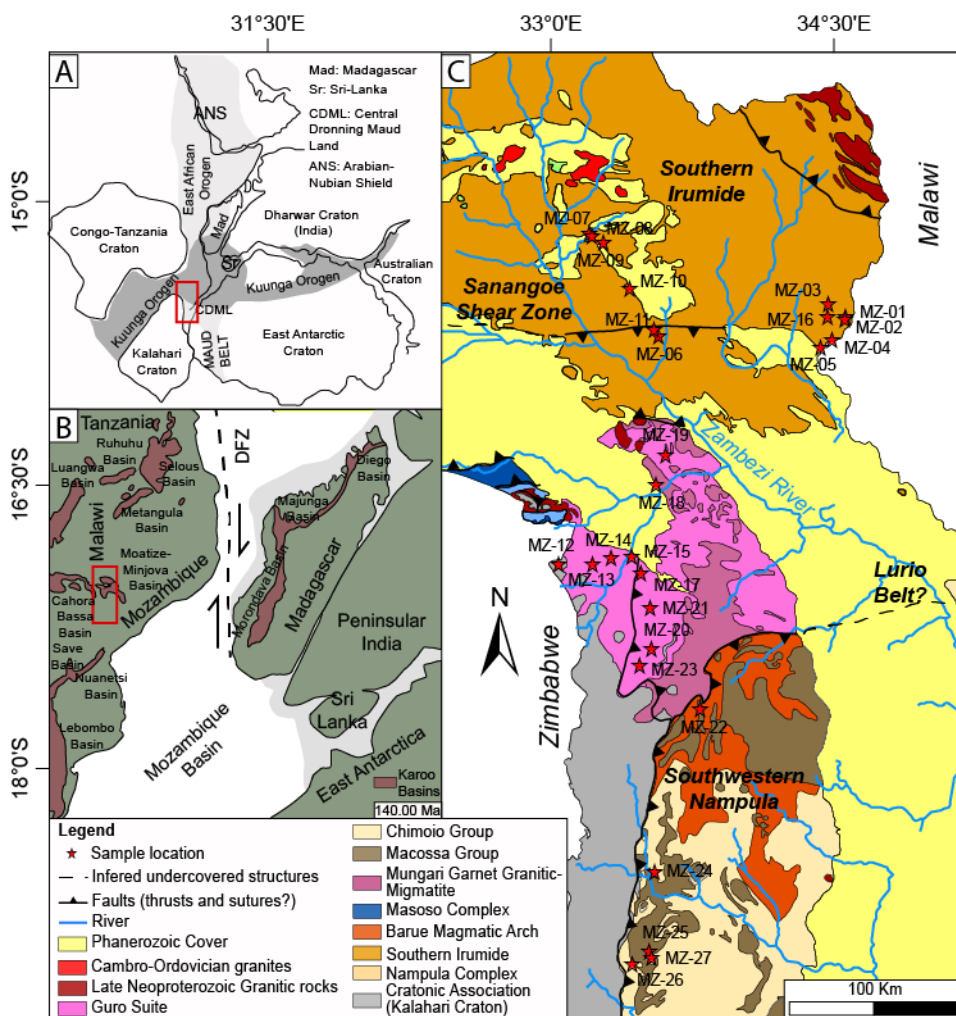 31°30'E
33°00'E
34°30'E
15°0'S
16°30'S
18°0'S
A
Mad: Madagascar
Sr: Sri-Lanka
CDML: Central
Dronning Maud
Land
ANS: Arabian-
Nubian Shield
ANS
East African
Orogen
Mad
Dharwar Craton
(India)
Congo-Tanzania
Craton
Sr
Kuunga Orogen
Australian
Craton
Kuunga Orogen
CDML
Kalahari
Craton
MAUD
BELT
East Antarctic
Craton
B
Tanzania
Ruhuhu
Basin
Luangwa
Basin
Selous
Basin
Metangula
Basin
Malawi
Moatize-
Minjova
Basin
Mozambique
Cahora
Bassa
Basin
Save
Basin
Nuanetsi
Basin
Lebombo
Basin
DFZ
Diego
Basin
Majunga
Basin
Morondava Basin
Madagascar
Peninsular
India
Sri
Lanka
Mozambique
Basin
East Antarctica
Karoo
Basins
140.00 Ma
C
Southern
Irumide
Malawi
MZ-07
MZ-08
MZ-09
MZ-10
Sanangoe
Shear Zone
MZ-11
MZ-06
MZ-03
MZ-16
MZ-01
MZ-02
MZ-04
MZ-05
MZ-19
Zambezi River
MZ-18
MZ-12
MZ-14
MZ-15
MZ-13
MZ-17
MZ-21
MZ-20
MZ-23
MZ-22
Lurio
Belt?
N
Zimbabwe
Southwestern
Nampula
MZ-24
MZ-25
MZ-27
MZ-26
100 Km
Legend
Sample location
Infered undercovered structures
Faults (thrusts and sutures?)
River
Phanerozoic Cover
Cambro-Ordovician granites
Late Neoproterozoic Granitic rocks
Guro Suite
Chimoio Group
Macossa Group
Mungari Garnet Granitic-
Migmatite
Masoso Complex
Barue Magmatic Arch
Southern Irumide
Nampula Complex
Cratonic Association
(Kalahari Craton)